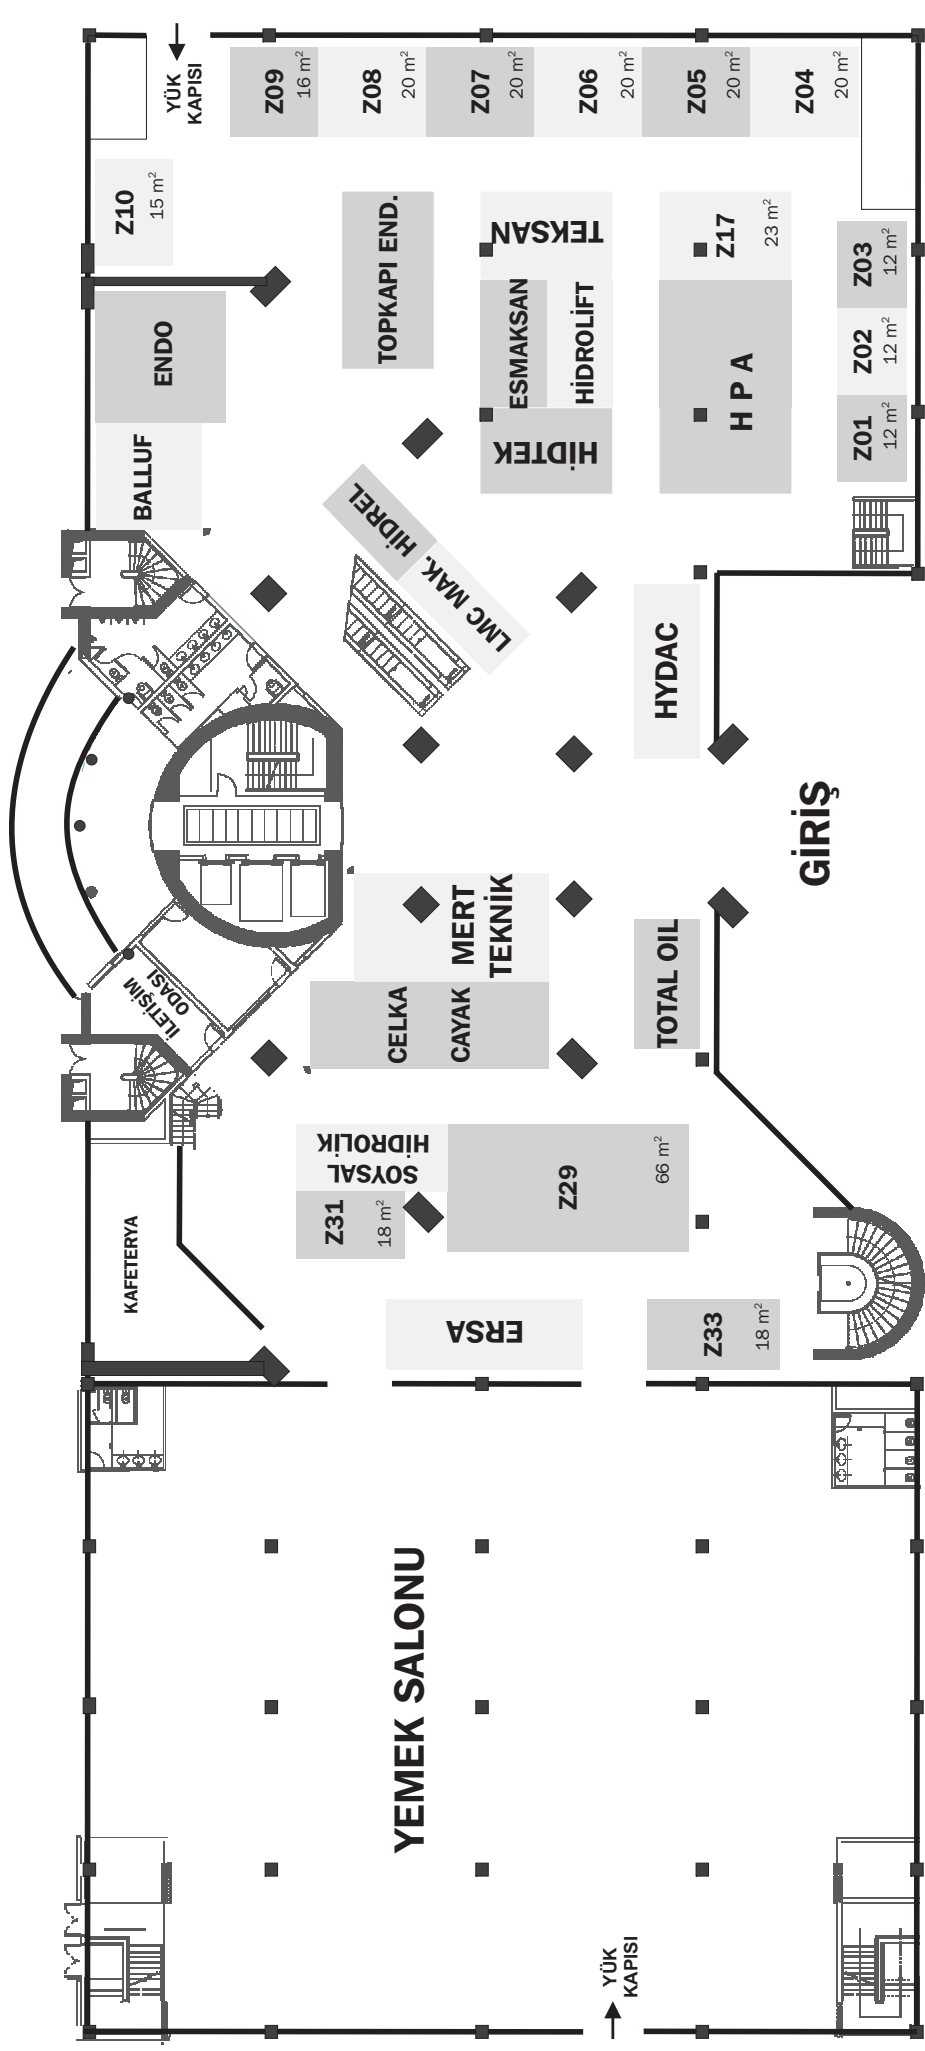 YÜK
KAPISI
Z09
16 m²
Z08
20 m²
Z07
20 m²
Z06
20 m²
Z05
20 m²
Z04
20 m²
Z10
15 m²
TOPKAPI END.
TEKSAN
Z17
23 m²
Z03
12 m²
ENDO
ESMAKSAN
HİDROLİFT
H P A
Z02
12 m²
BALLUF
HİDTEK
Z01
12 m²
HİDREL
LMC MAK.
HYDAC
GİRİŞ
MERT
TEKNİK
TOTAL OIL
İLETİŞİM
ODASI
CELKA
CAYAK
SOYSAL
HİDROLİK
Z29
66 m²
Z31
18 m²
KAFETERYA
ERSA
Z33
18 m²
YEMEK SALONU
YÜK
KAPISI